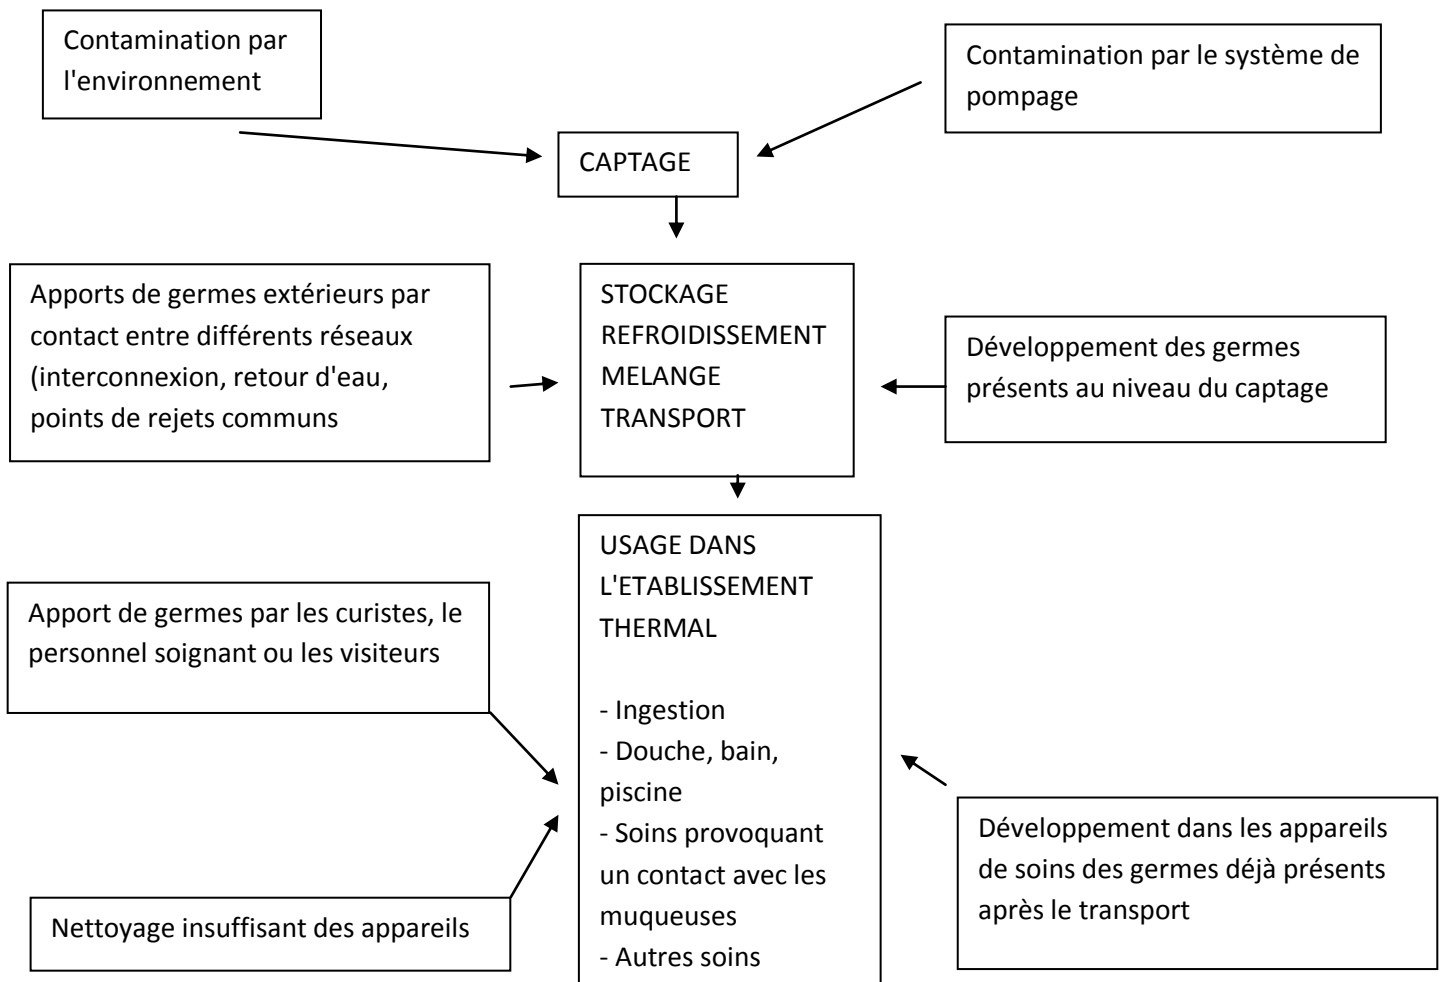 Contamination par
l'environnement
Contamination par le système de
pompage
CAPTAGE
Apports de germes extérieurs par
contact entre différents réseaux
(interconnexion, retour d'eau,
points de rejets communs
STOCKAGE
REFROIDISSEMENT
MELANGE
TRANSPORT
Développement des germes
présents au niveau du captage
USAGE DANS
L'ETABLISSEMENT
THERMAL
- Ingestion
- Douche, bain,
piscine
- Soins provoquant
un contact avec les
muqueuses
- Autres soins
Apport de germes par les curistes, le
personnel soignant ou les visiteurs
Nettoyage insuffisant des appareils
Développement dans les appareils
de soins des germes déjà présents
après le transport